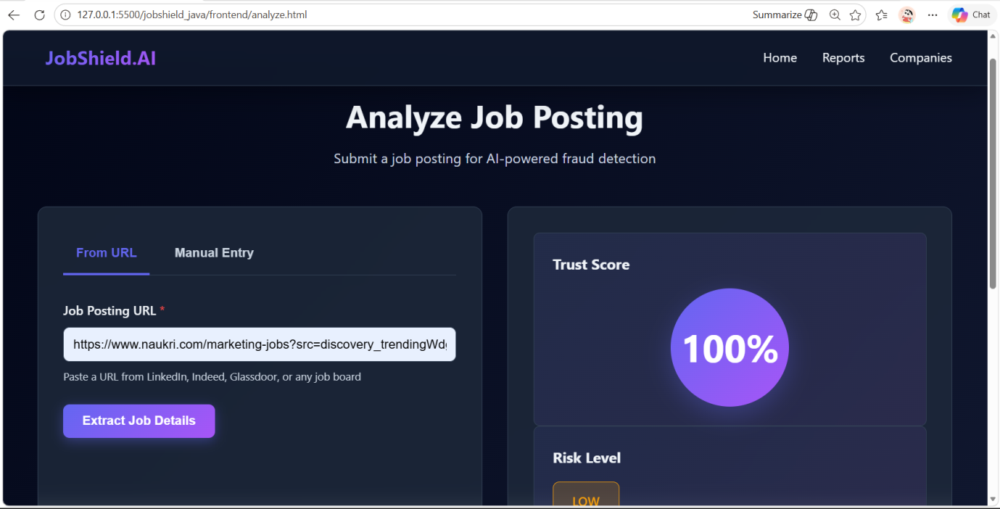 127.0.0.1:5500/jobshield_java/frontend/analyze.html
Summarize
Chat
JobShield.AI
Home Reports Companies
Analyze Job Posting
Submit a job posting for AI-powered fraud detection
From URL Manual Entry
Job Posting URL *
https://www.naukri.com/marketing-jobs?src=discovery_trendingWd
Paste a URL from LinkedIn, Indeed, Glassdoor, or any job board
Extract Job Details
Trust Score
100%
Risk Level
LOW